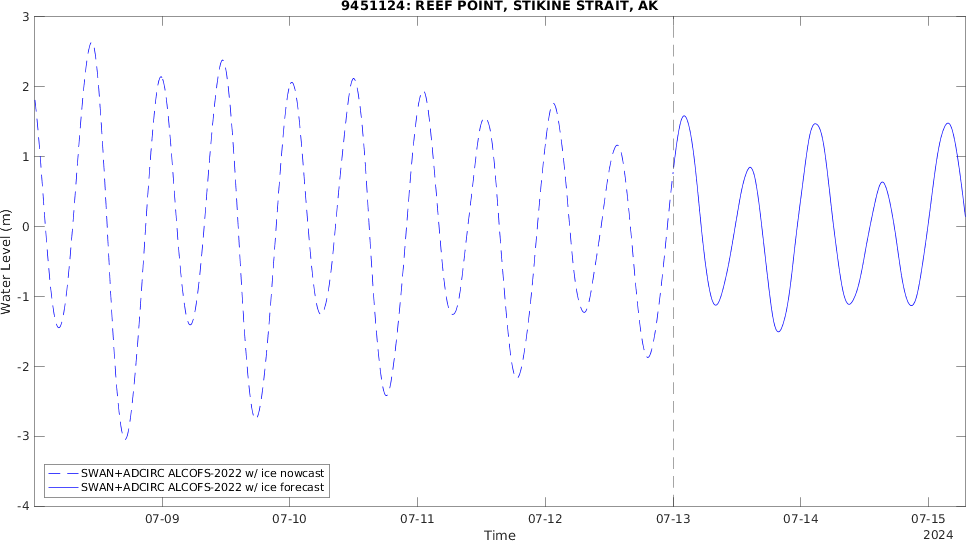 9451124: REEF POINT, STIKINE STRAIT, AK
3
2
1
0
-1
-2
-3
-4
Water Level (m)
SWAN+ADCIRC ALCOFS-2022 w/ ice nowcast
SWAN+ADCIRC ALCOFS-2022 w/ ice forecast
07-09 07-10 07-11 07-12 07-13 07-14 07-15
Time 2024